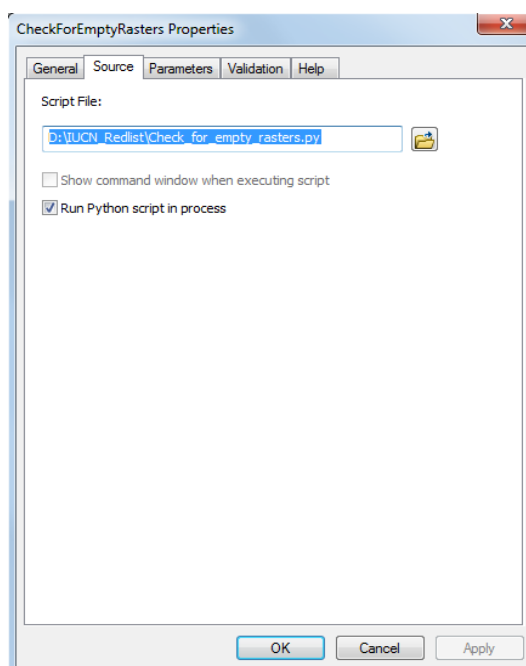 CheckForEmptyRasters Properties
General Source Parameters Validation Help
Script File:
D:\IUCN_Redlist\Check_for_empty_rasters.py
Show command window when executing script
Run Python script in process
OK Cancel Apply